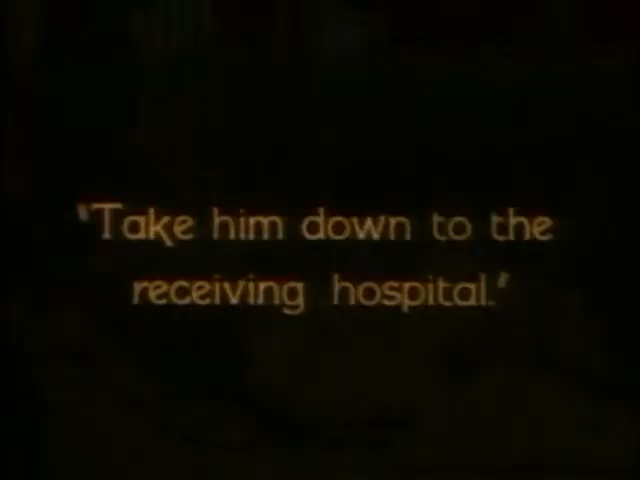 "Take him down to the
receiving hospital."